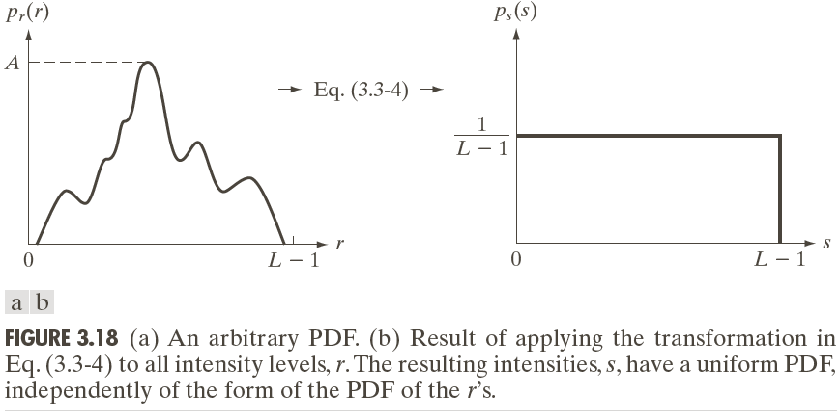 p_r(r)
p_s(s)
A
Eq. (3.3-4)
1
L − 1
0
L − 1
r
0
L − 1
s
a b
FIGURE 3.18 (a) An arbitrary PDF. (b) Result of applying the transformation in
Eq. (3.3-4) to all intensity levels, r. The resulting intensities, s, have a uniform PDF,
independently of the form of the PDF of the r's.